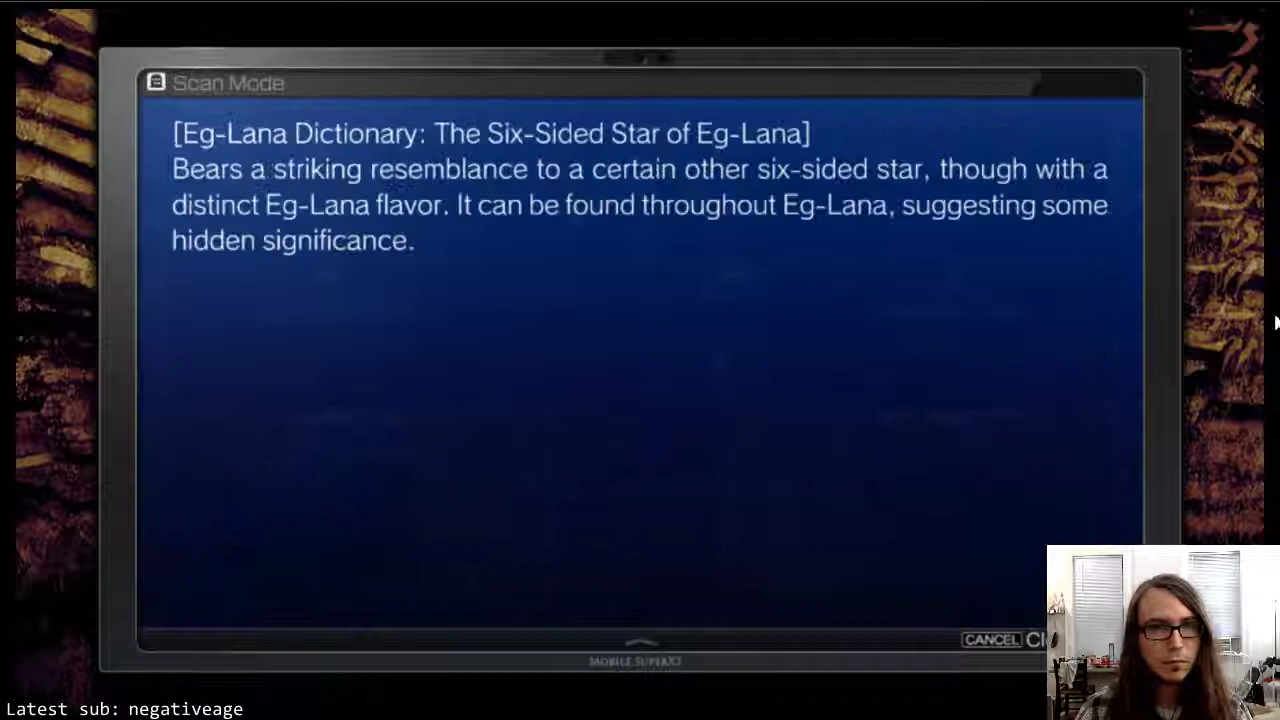 Scan Mode
[Eg-Lana Dictionary: The Six-Sided Star of Eg-Lana]
Bears a striking resemblance to a certain other six-sided star, though with a
distinct Eg-Lana flavor. It can be found throughout Eg-Lana, suggesting some
hidden significance.
CANCEL
MOBILE SUPERX
Latest sub: negativeage